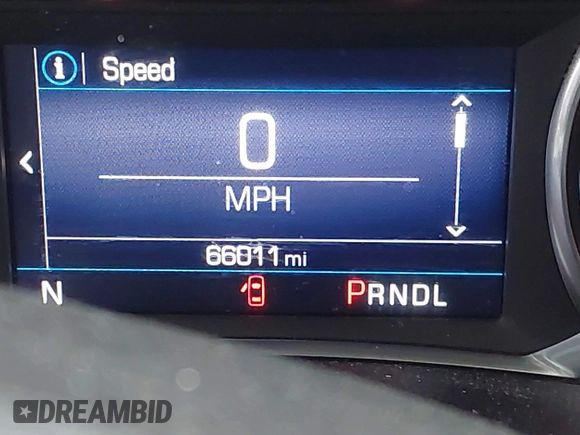 Speed
0
MPH
66011 mi
N
PRNDL
DREAMBID